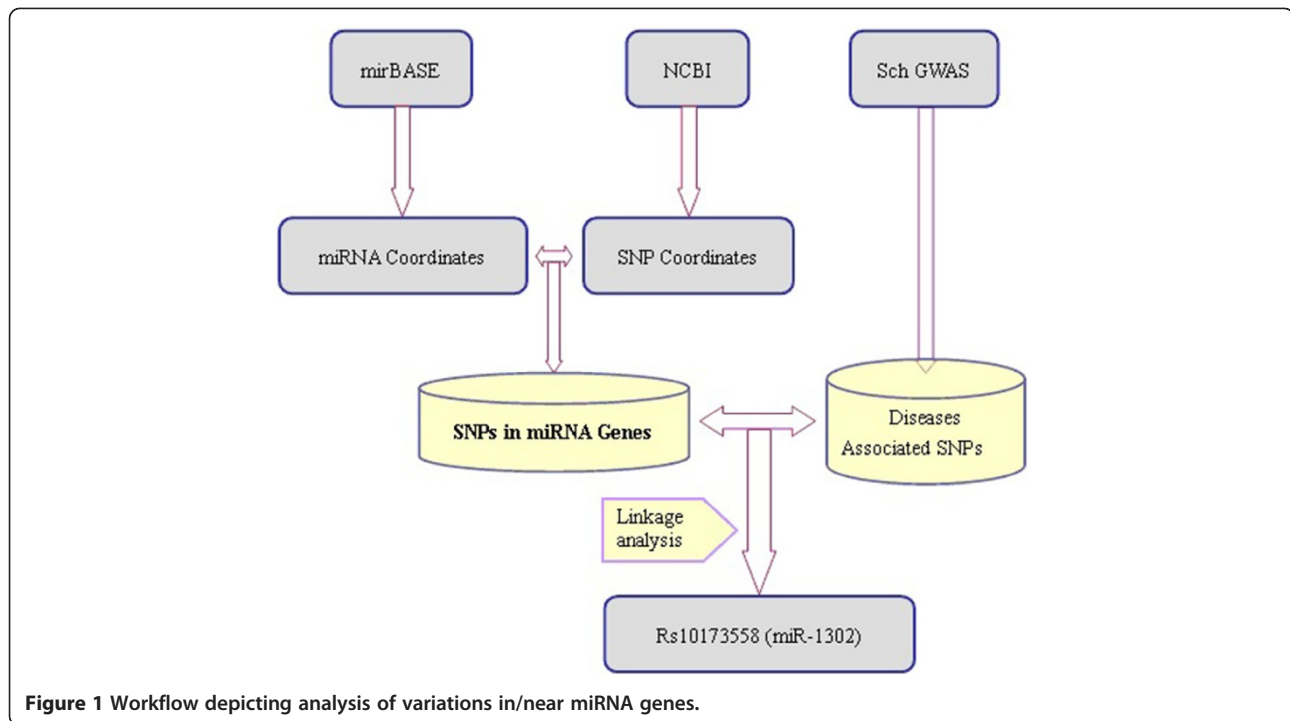 mirBASE
NCBI
Sch GWAS
miRNA Coordinates
SNP Coordinates
SNPs in miRNA Genes
Diseases
Associated SNPs
Linkage
analysis
Rs10173558 (miR-1302)
Figure 1 Workflow depicting analysis of variations in/near miRNA genes.